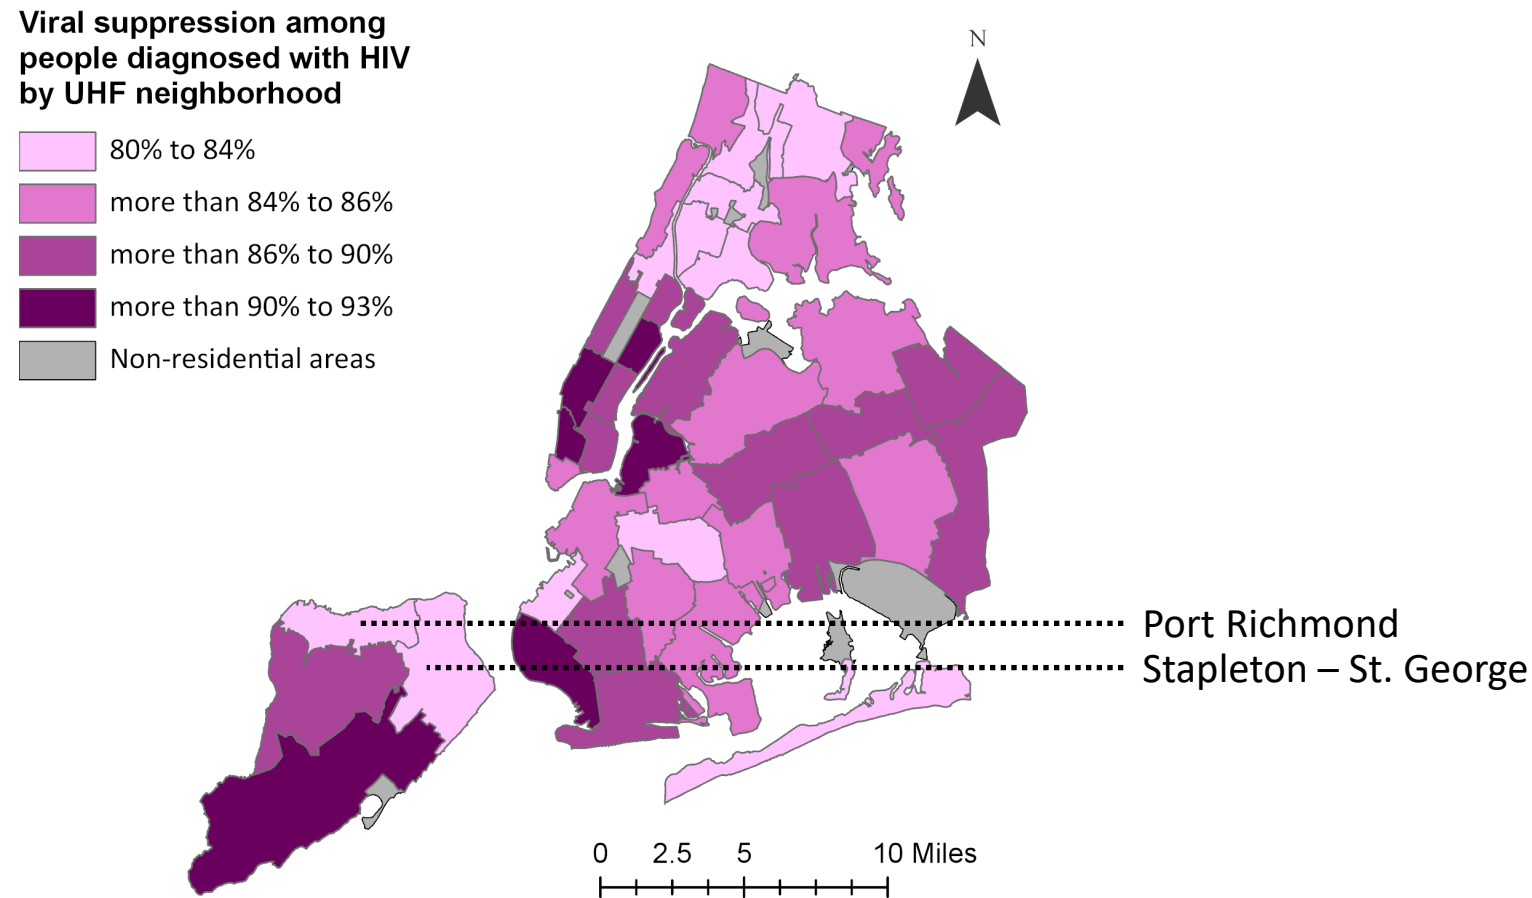 Viral suppression among
people diagnosed with HIV
by UHF neighborhood
80% to 84%
more than 84% to 86%
more than 86% to 90%
more than 90% to 93%
Non-residential areas
N
Port Richmond
Stapleton – St. George
0 2.5 5 10 Miles